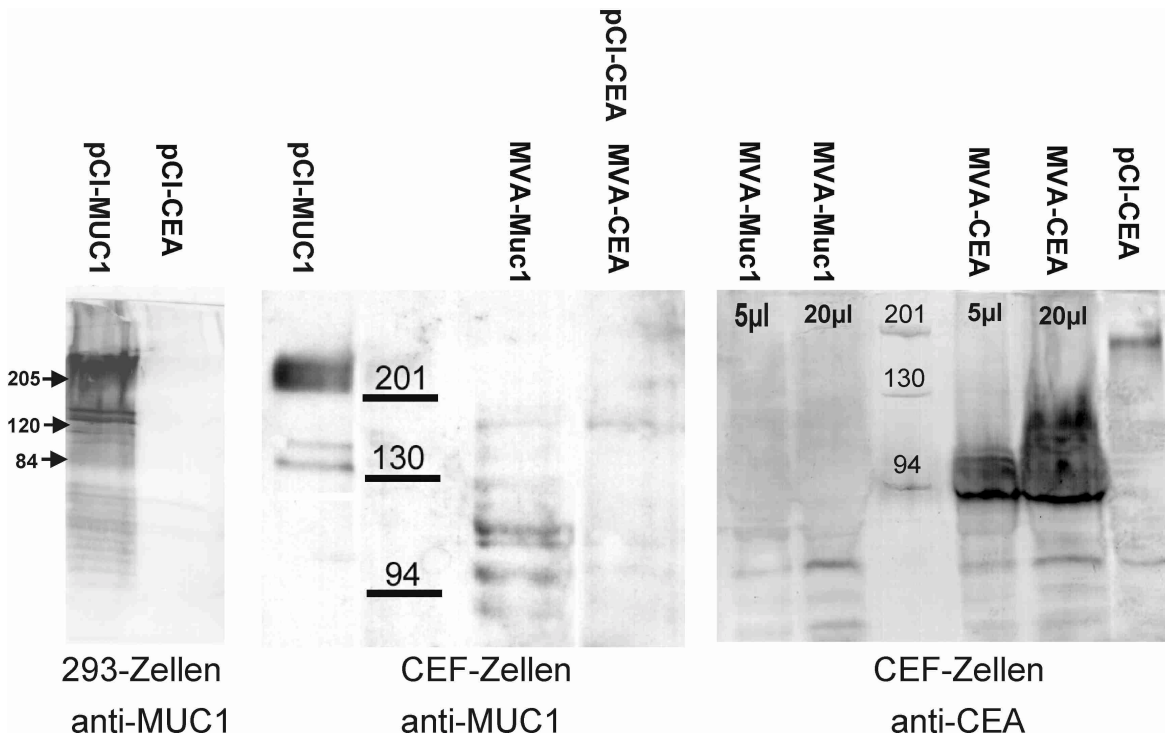 pCI-MUC1
pCI-CEA
205
120
84
293-Zellen
anti-MUC1
pCI-MUC1
MVA-Muc1
pCI-CEA
MVA-CEA
201
130
94
CEF-Zellen
anti-MUC1
MVA-Muc1
MVA-Muc1
MVA-CEA
MVA-CEA
pCI-CEA
5µl
20µl
201
5µl
20µl
130
94
CEF-Zellen
anti-CEA